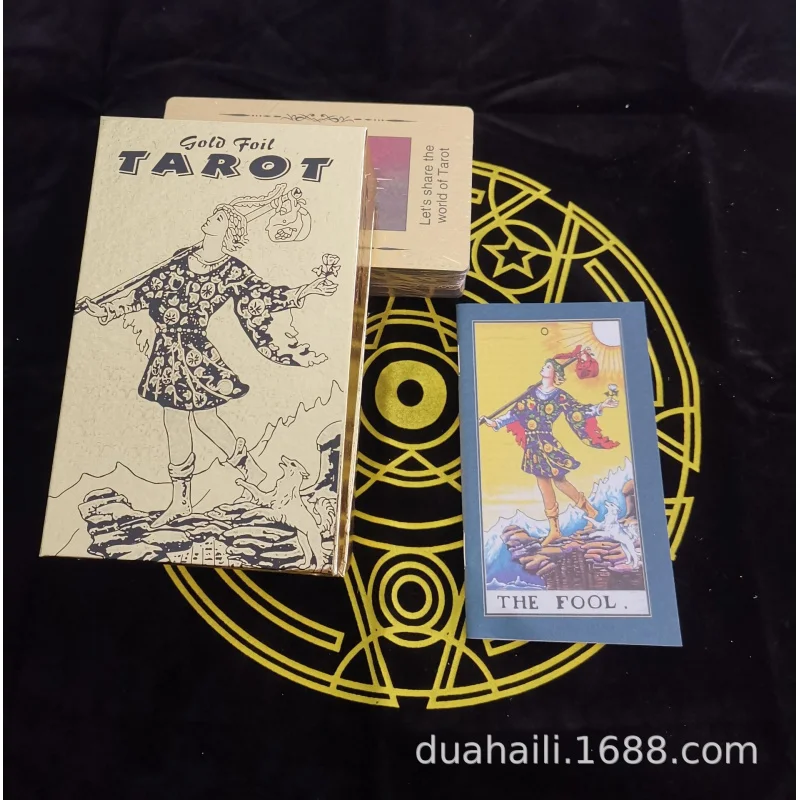 Gold Foil
TAROT
Let's share the
world of Tarot
THE FOOL.
duahaili.1688.com